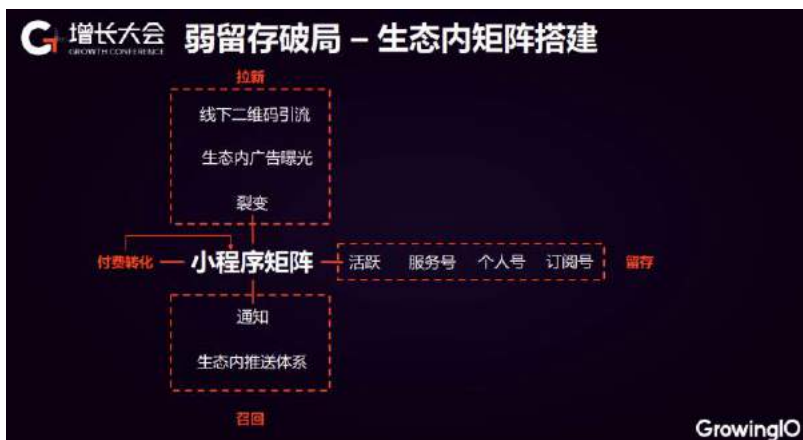 增长大会
GROWTH CONFERENCE
弱留存破局 – 生态内矩阵搭建
拉新
线下二维码引流
生态内广告曝光
裂变
付费转化
小程序矩阵
活跃 服务号 个人号 订阅号
留存
通知
生态内推送体系
召回
GrowingIO